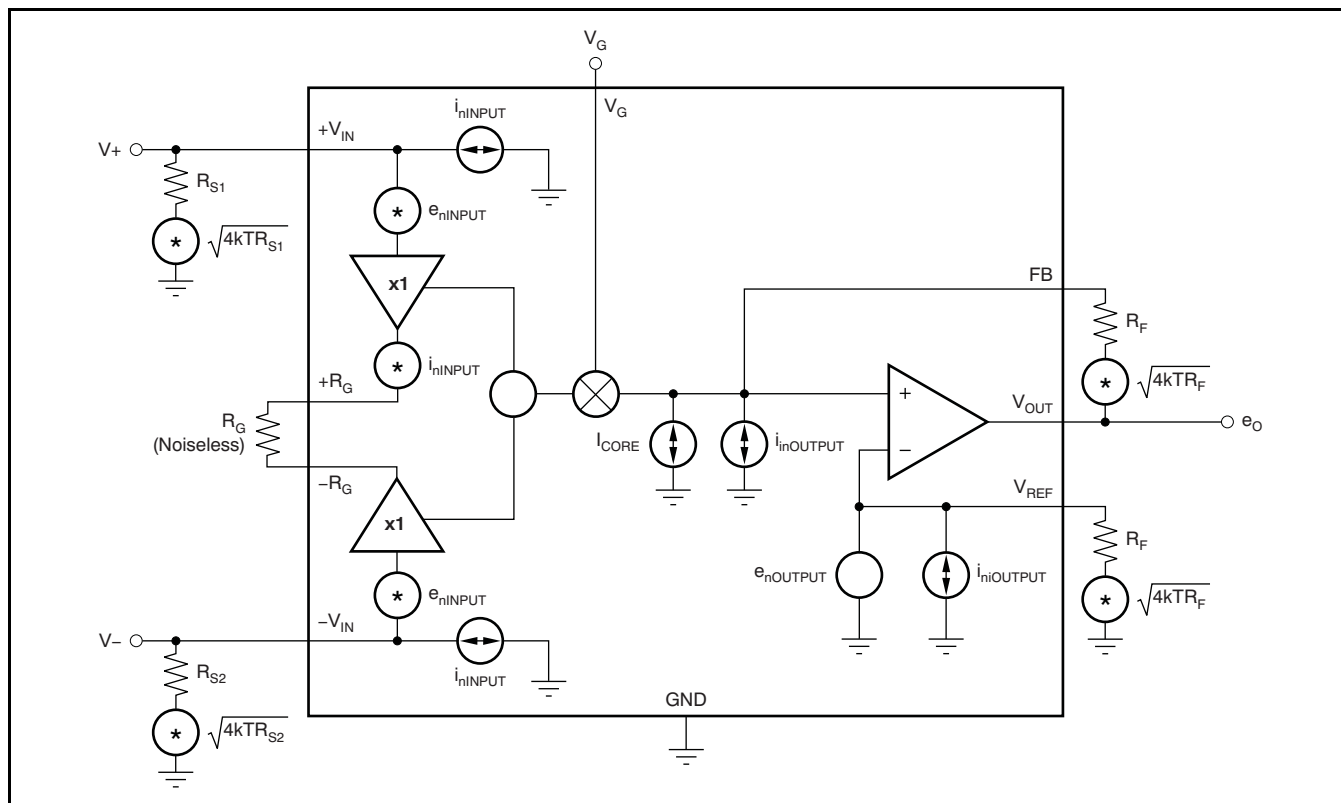 V_G
V_G
i_nINPUT
+V_IN
V+
R_S1
* e_nINPUT
* √4kTR_S1
x1
FB
R_F
* i_nINPUT
+R_G
* √4kTR_F
R_G
(Noiseless)
+
V_OUT
e_O
I_CORE
i_inOUTPUT
−
−R_G
V_REF
x1
R_F
e_nOUTPUT
i_niOUTPUT
* e_nINPUT
* √4kTR_F
−V_IN
V−
R_S2
i_nINPUT
GND
* √4kTR_S2